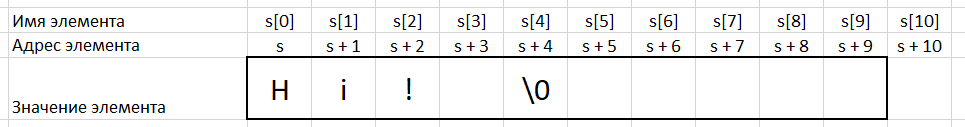 Имя элемента s[0] s[1] s[2] s[3] s[4] s[5] s[6] s[7] s[8] s[9] s[10]
Адрес элемента s s + 1 s + 2 s + 3 s + 4 s + 5 s + 6 s + 7 s + 8 s + 9 s + 10
Значение элемента H i ! \0